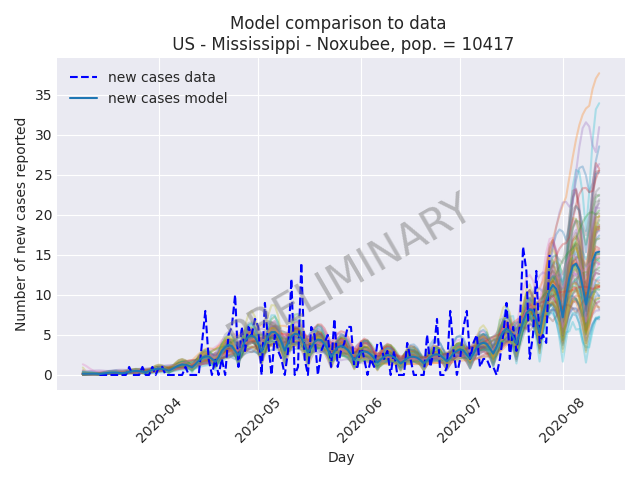 Model comparison to data
US - Mississippi - Noxubee, pop. = 10417
new cases data
new cases model
PRELIMINARY
Number of new cases reported
35
30
25
20
15
10
5
0
2020-04
2020-05
2020-06
2020-07
2020-08
Day